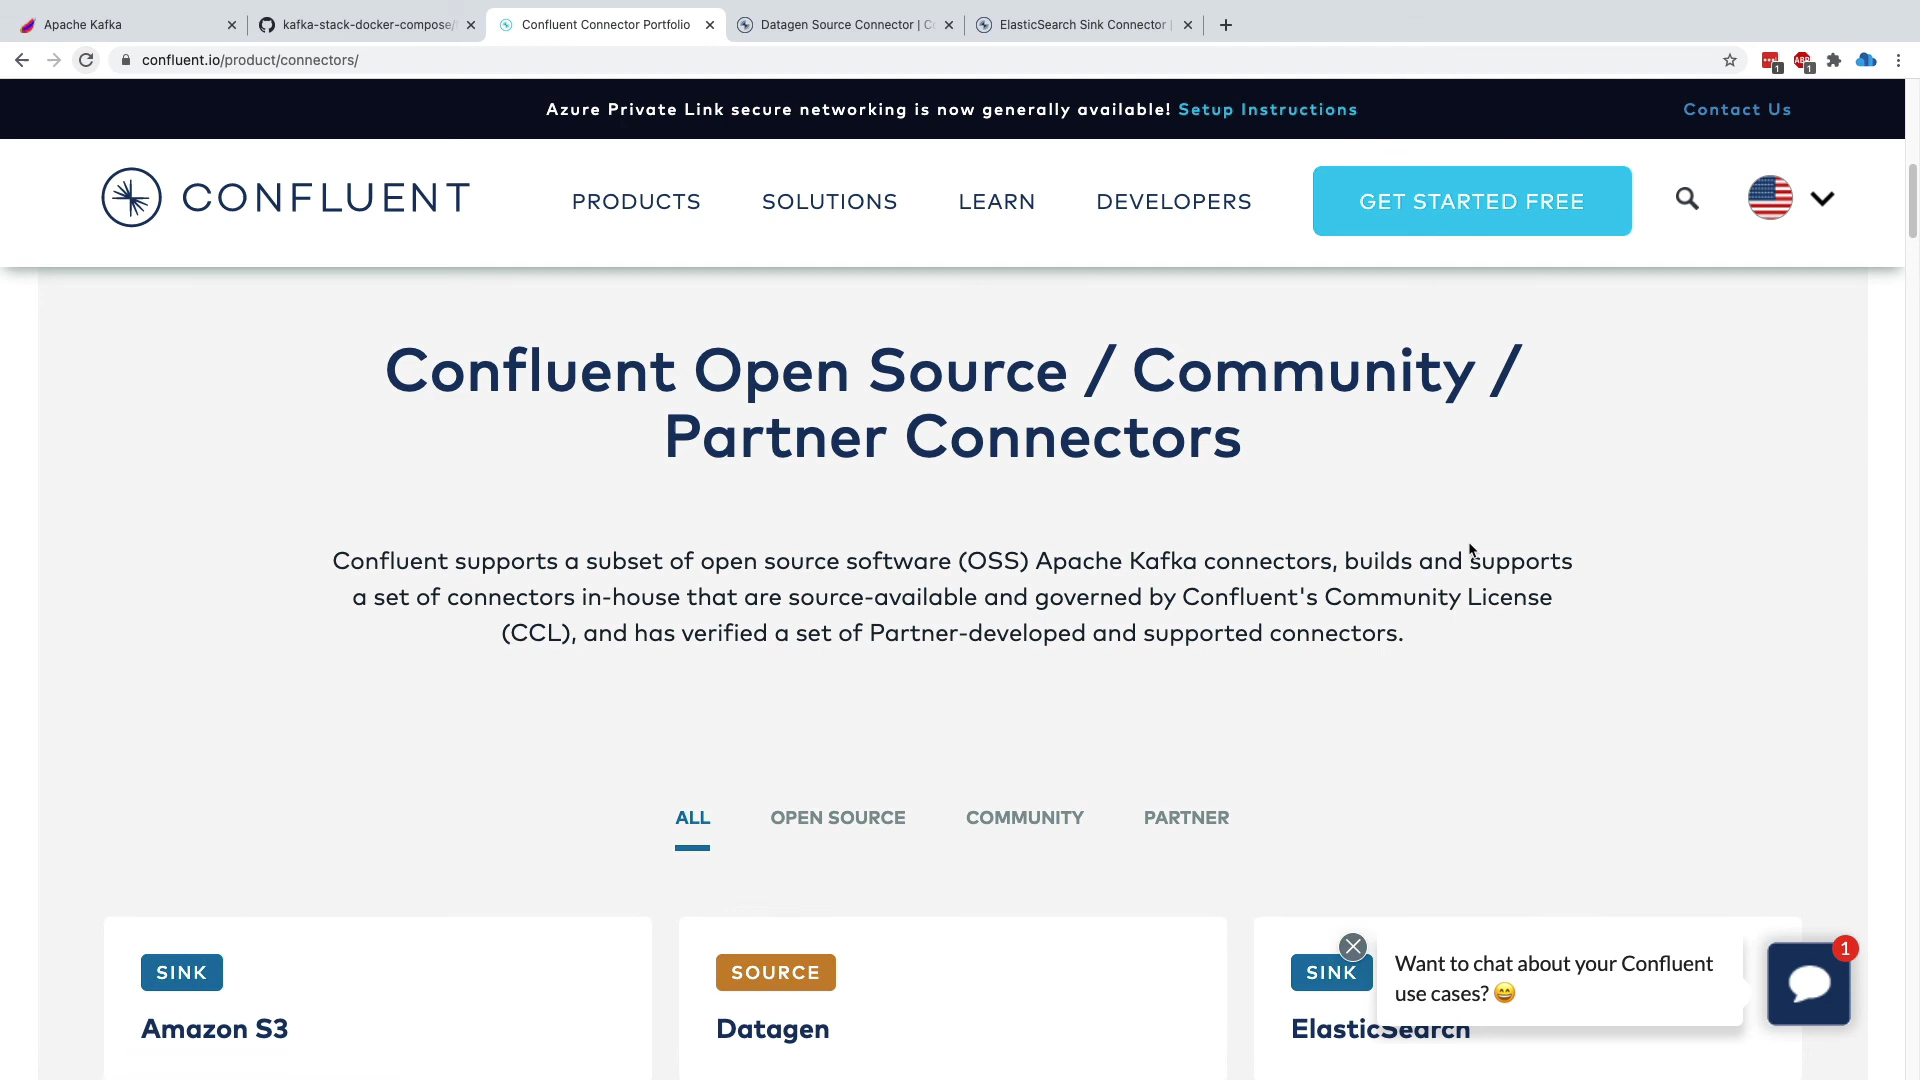 Apache Kafka
kafka-stack-docker-compose/
Confluent Connector Portfolio
Datagen Source Connector | C
ElasticSearch Sink Connector |
confluent.io/product/connectors/
1
ABP
1
Azure Private Link secure networking is now generally available! Setup Instructions
Contact Us
CONFLUENT
PRODUCTS
SOLUTIONS
LEARN
DEVELOPERS
GET STARTED FREE
Confluent Open Source / Community /
Partner Connectors
Confluent supports a subset of open source software (OSS) Apache Kafka connectors, builds and supports
a set of connectors in-house that are source-available and governed by Confluent's Community License
(CCL), and has verified a set of Partner-developed and supported connectors.
ALL
OPEN SOURCE
COMMUNITY
PARTNER
SINK
Amazon S3
SOURCE
Datagen
SINK
ElasticSearch
Want to chat about your Confluent
use cases? 😄
1